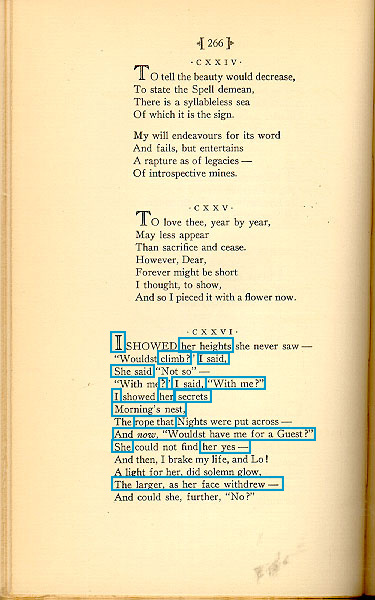 266
·CXXIV·
TO tell the beauty would decrease,
To state the Spell demean,
There is a syllableless sea
Of which it is the sign.
My will endeavours for its word
And fails, but entertains
A rapture as of legacies —
Of introspective mines.
·CXXV·
TO love thee, year by year,
May less appear
Than sacrifice and cease.
However, Dear,
Forever might be short
I thought, to show,
And so I pieced it with a flower now.
·CXXVI·
I SHOWED her heights she never saw —
“Wouldst climb?” I said,
She said “Not so” —
“With me?” I said, “With me?”
I showed her secrets
Morning's nest,
The rope that Nights were put across —
And now, “Wouldst have me for a Guest?”
She could not find her yes —
And then, I brake my life, and Lo!
A light for her, did solemn glow,
The larger, as her face withdrew —
And could she, further, “No?”